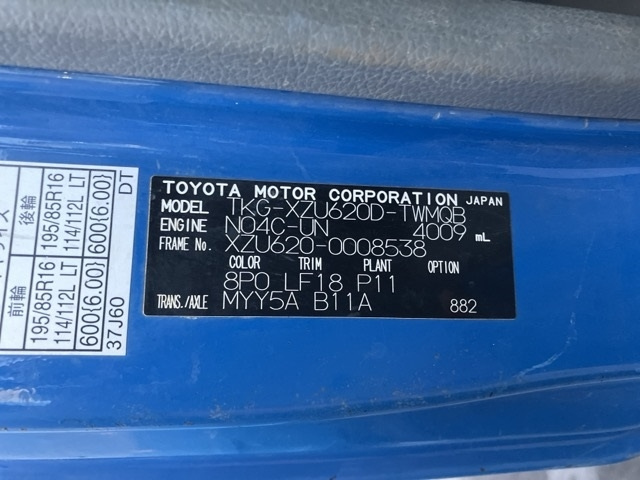 TOYOTA MOTOR CORPORATION JAPAN
MODEL TKG-XZU620D-TWMQB
ENGINE N04C-UN 4009 mL
FRAME No. XZU620-0008538
COLOR TRIM PLANT OPTION
8P0 LF18 P11
TRANS./AXLE MYY5A B11A
882
前輪 後輪
195/85R16 195/85R16
114/112L LT 114/112L LT
600(6.00) 600(6.00)
37J60 DT